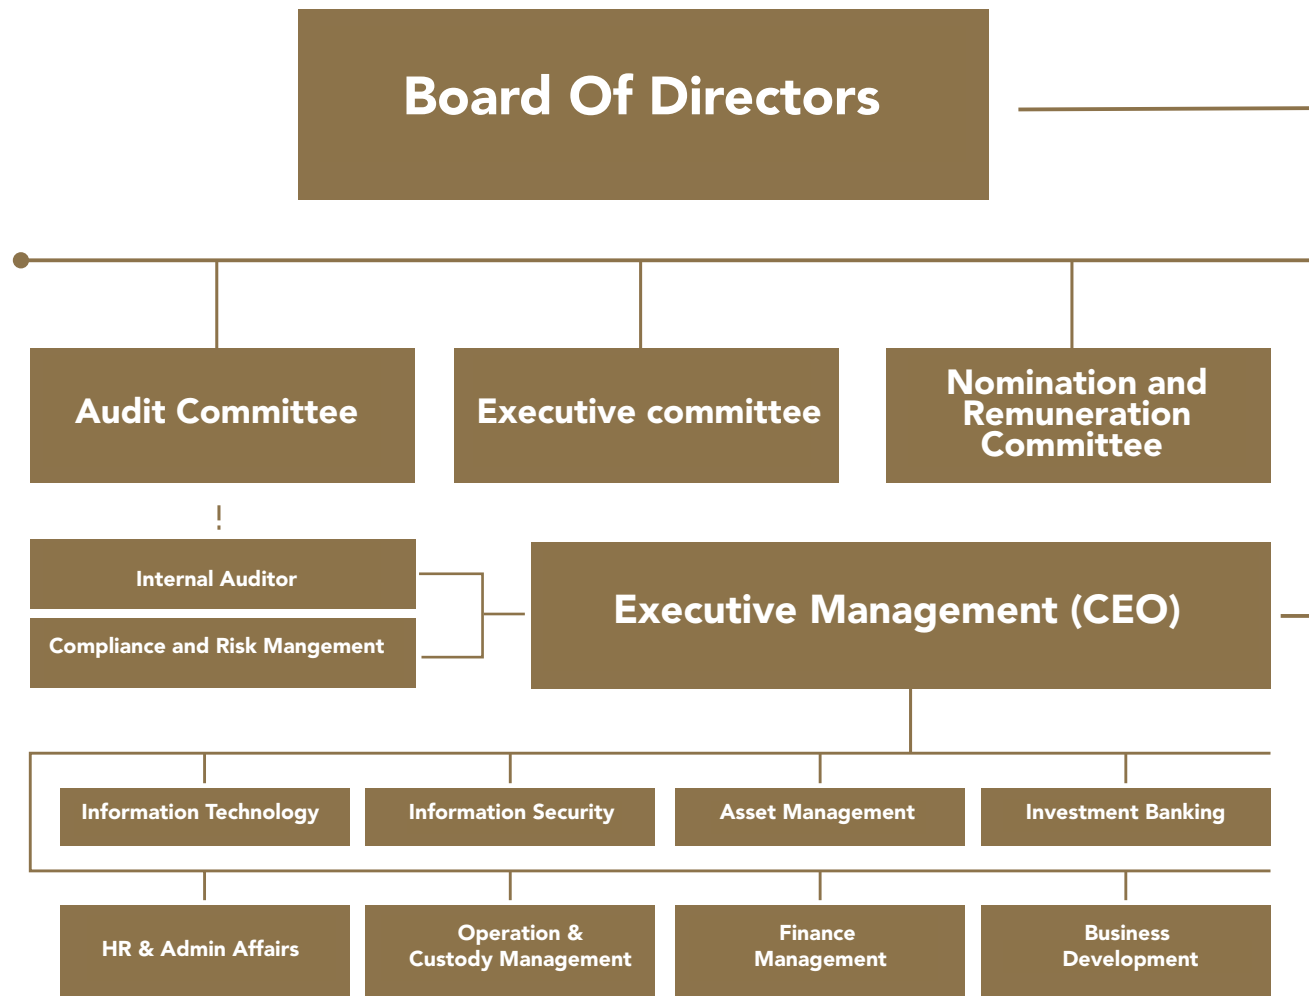 Board Of Directors
Audit Committee
Executive committee
Nomination and
Remuneration
Committee
Internal Auditor
Compliance and Risk Mangement
Executive Management (CEO)
Information Technology
Information Security
Asset Management
Investment Banking
HR & Admin Affairs
Operation &
Custody Management
Finance
Management
Business
Development